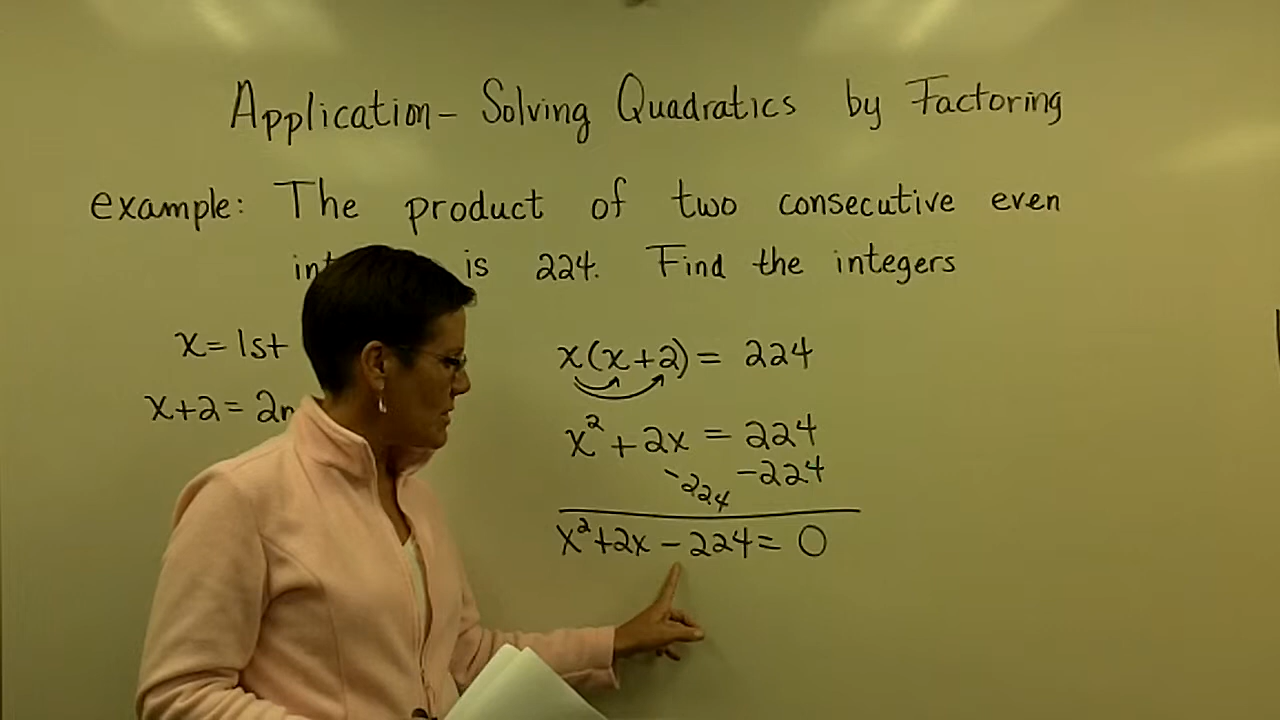 Application- Solving Quadratics by Factoring
example: The product of two consecutive even
is 224. Find the integers
x = 1st
x+2 = 2n
x(x+2) = 224
x² + 2x = 224
-224 -224
x²+2x-224= 0